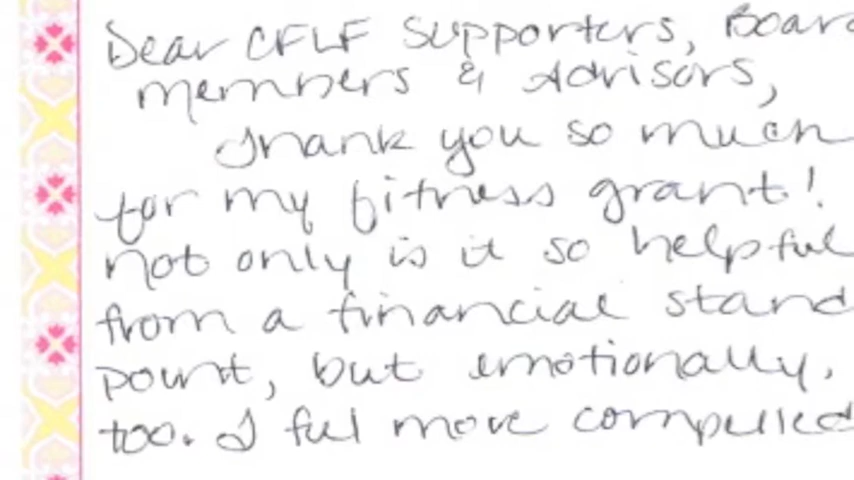 Dear CFLF Supporters, Board
members & Advisors,
Thank you so much
for my fitness grant!
not only is it so helpful
from a financial stand
point, but emotionally,
too. I feel more compelled